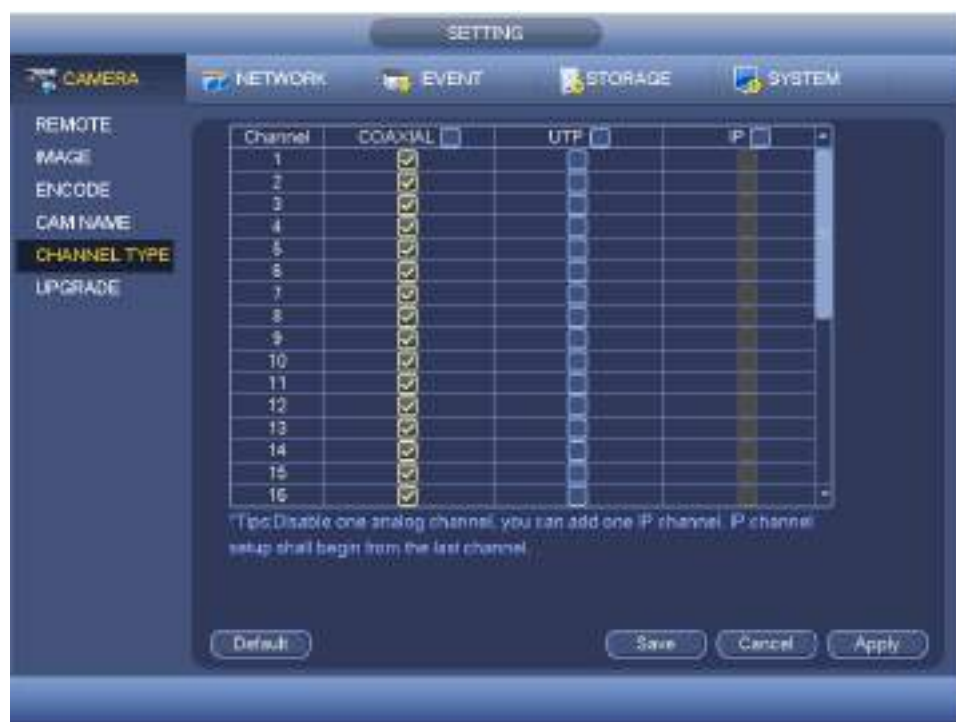 SETTING
CAMERA NETWORK EVENT STORAGE SYSTEM
REMOTE
IMAGE
ENCODE
CAM NAME
CHANNEL TYPE
UPGRADE
Channel COAXIAL UTP IP
1
2
3
4
5
6
7
8
9
10
11
12
13
14
15
16
*Tips:Disable one analog channel, you can add one IP channel. IP channel
setup shall begin from the last channel.
Default Save Cancel Apply